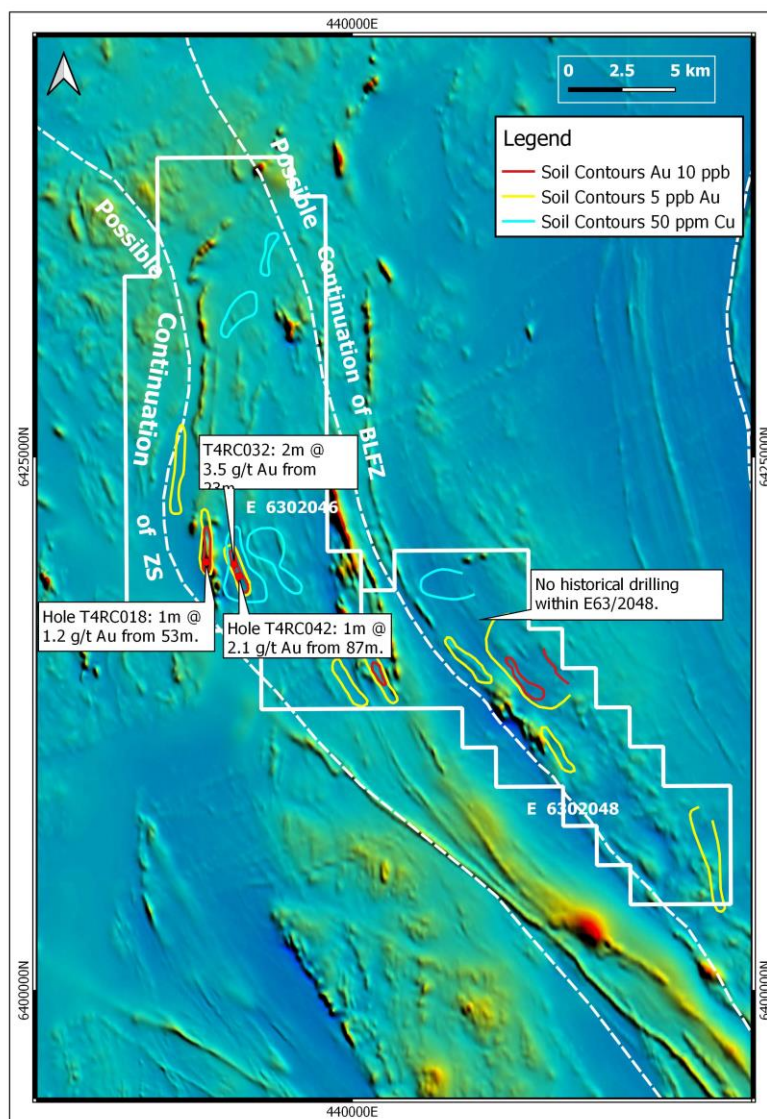 440000E
0 2.5 5 km
Legend
Soil Contours Au 10 ppb
Soil Contours 5 ppb Au
Soil Contours 50 ppm Cu
Possible
Continuation
of ZS
Possible
Continuation of BLFZ
6425000N
6425000N
T4RC032: 2m @
3.5 g/t Au from
23m.
E 6302046
No historical drilling
within E63/2048.
Hole T4RC018: 1m @
1.2 g/t Au from 53m.
Hole T4RC042: 1m @
2.1 g/t Au from 87m.
E 6302048
6400000N
6400000N
440000E